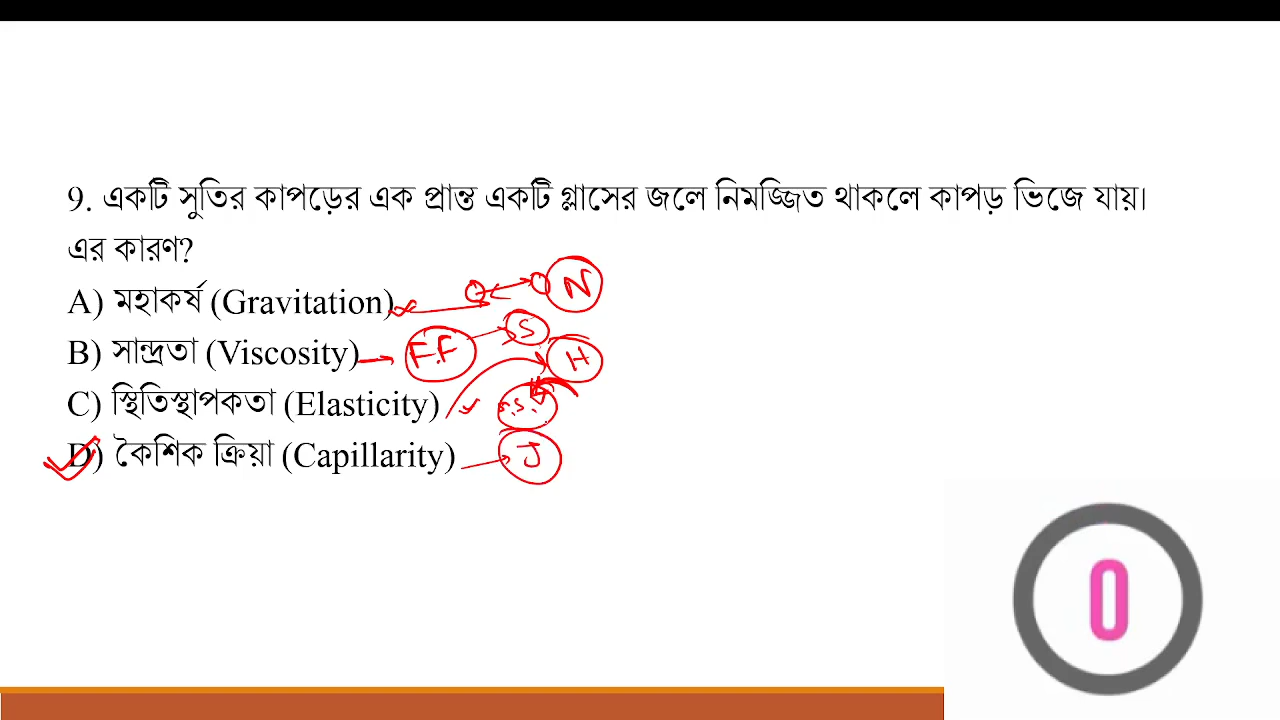 9. একটি সুতির কাপড়ের এক প্রান্ত একটি গ্লাসের জলে নিমজ্জিত থাকলে কাপড় ভিজে যায়।
এর কারণ?
N
A) মহাকর্ষ (Gravitation)
S
B) সান্দ্রতা (Viscosity) F.F H
C) স্থিতিস্থাপকতা (Elasticity)
D) কৈশিক ক্রিয়া (Capillarity) J
0